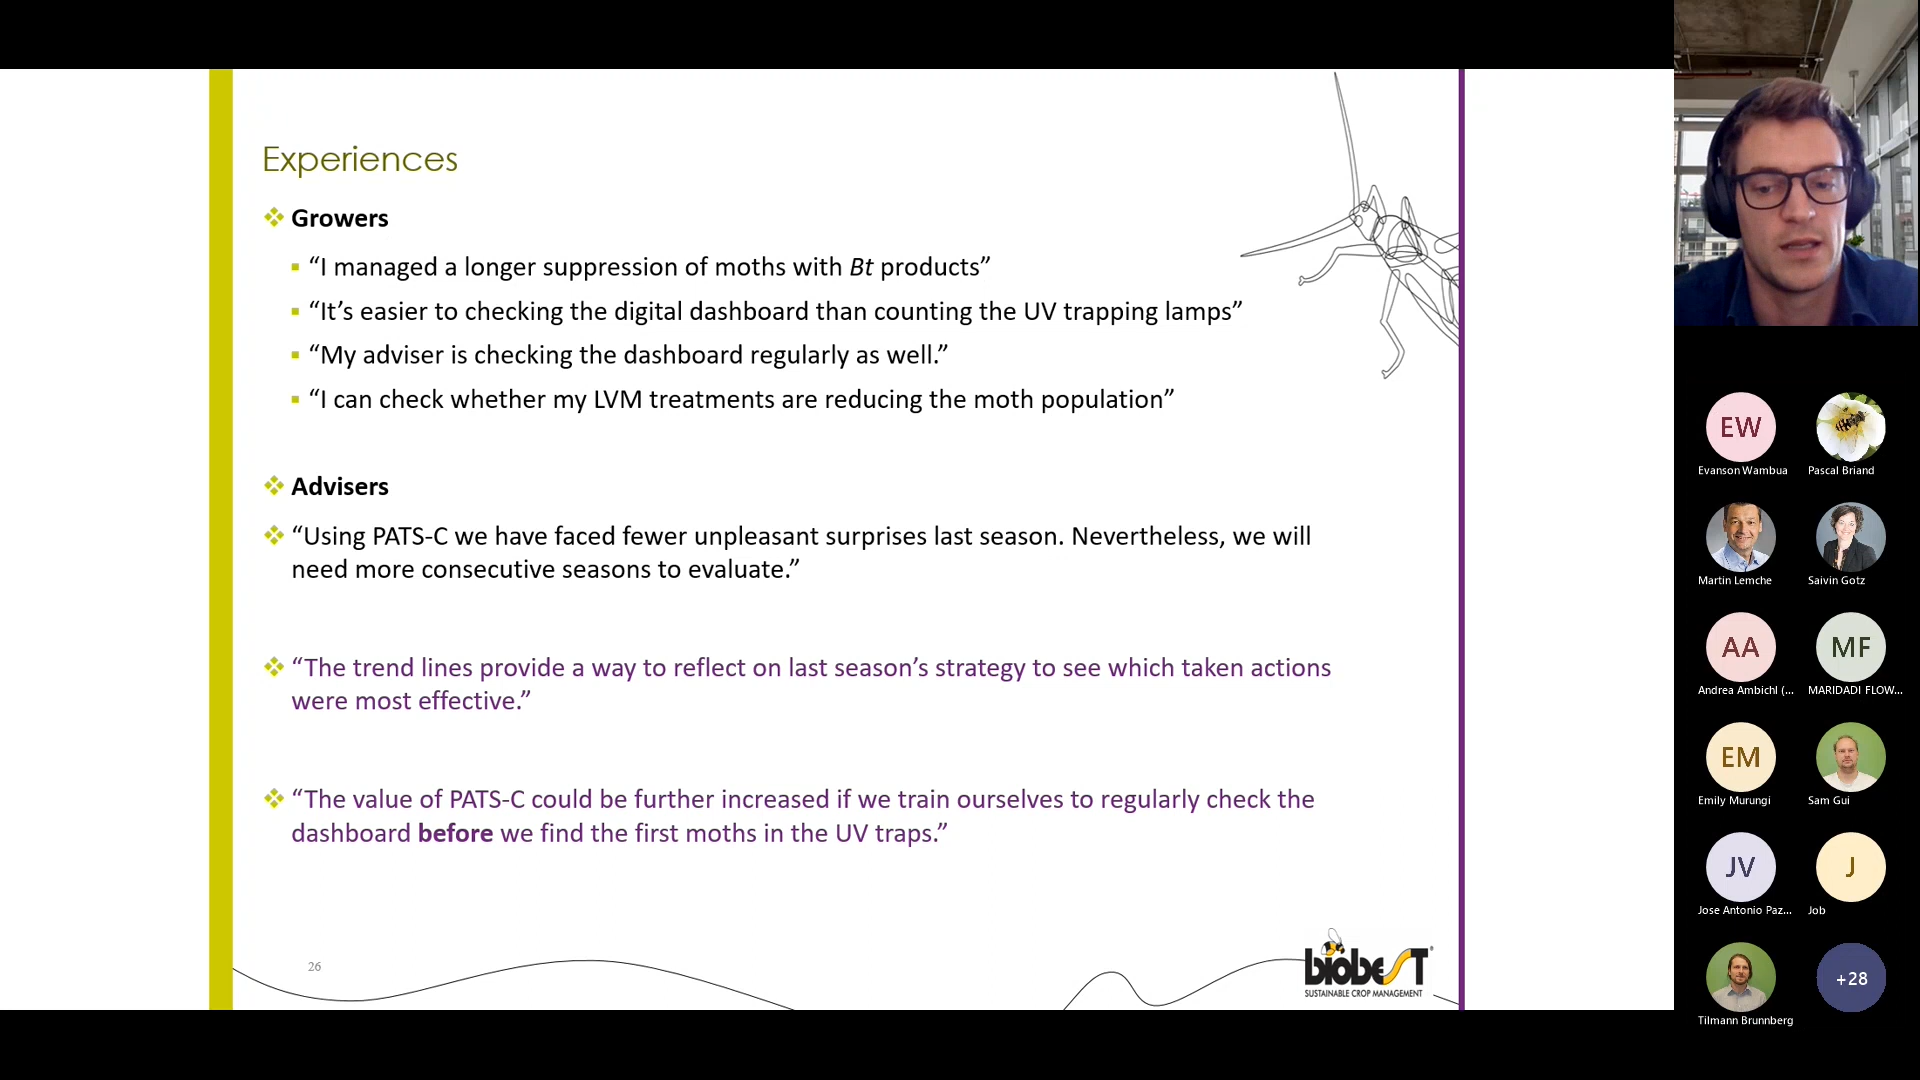 Experiences
Growers
“I managed a longer suppression of moths with Bt products”
“It’s easier to checking the digital dashboard than counting the UV trapping lamps”
“My adviser is checking the dashboard regularly as well.”
“I can check whether my LVM treatments are reducing the moth population”
Advisers
“Using PATS-C we have faced fewer unpleasant surprises last season. Nevertheless, we will
need more consecutive seasons to evaluate.”
“The trend lines provide a way to reflect on last season’s strategy to see which taken actions
were most effective.”
“The value of PATS-C could be further increased if we train ourselves to regularly check the
dashboard before we find the first moths in the UV traps.”
26
biobesT
SUSTAINABLE CROP MANAGEMENT
EW
Evanson Wambua
Pascal Briand
Martin Lemche
Saivin Gotz
AA
MF
Andrea Ambichl (...
MARIDADI FLOW...
EM
Emily Murungi
Sam Gui
JV
J
Jose Antonio Paz...
Job
+28
Tilmann Brunnberg